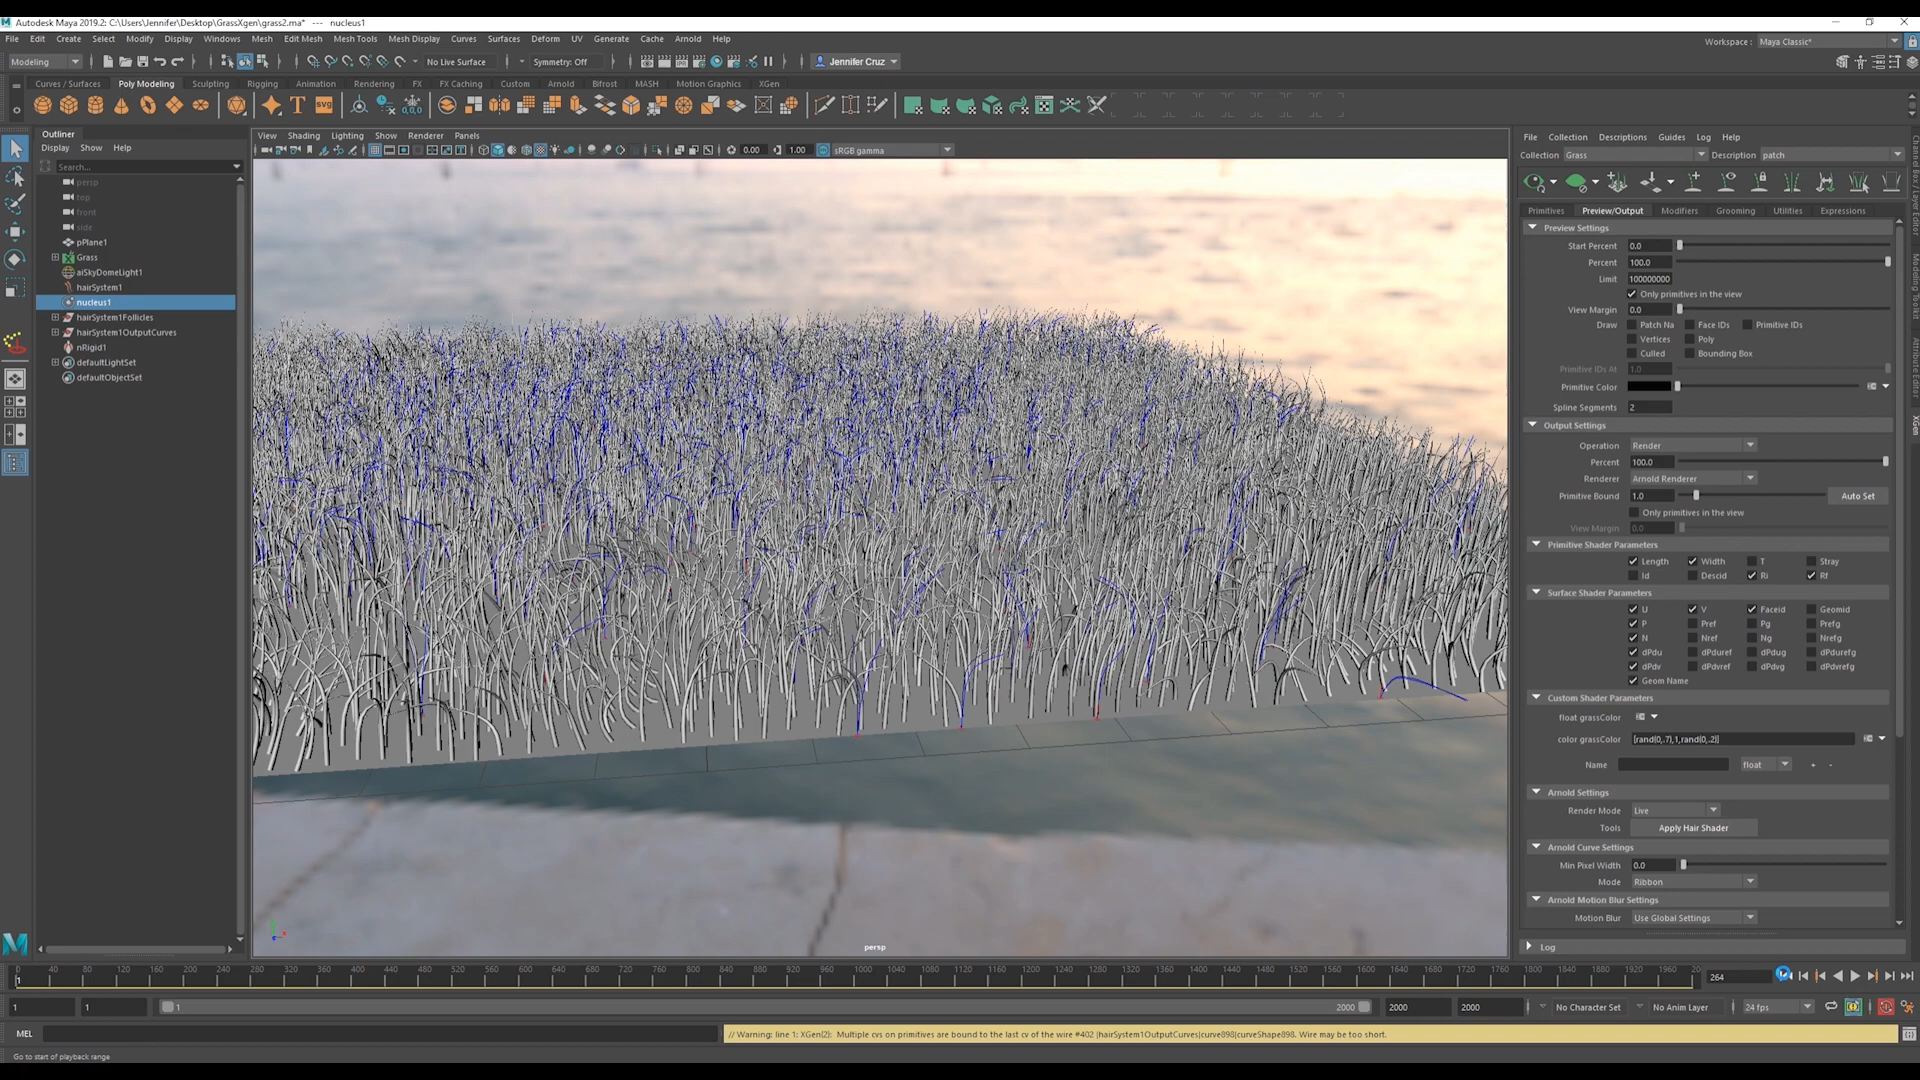 Autodesk Maya 2019.2: C:\Users\Jennifer\Desktop\GrassXgen\grass2.ma* --- nucleus1
File Edit Create Select Modify Display Windows Mesh Edit Mesh Mesh Tools Mesh Display Curves Surfaces Deform UV Generate Cache Arnold Help
Workspace : Maya Classic*
Modeling No Live Surface Symmetry: Off Jennifer Cruz
Curves / Surfaces Poly Modeling Sculpting Rigging Animation Rendering FX FX Caching Custom Arnold Bifrost MASH Motion Graphics XGen
Outliner
Display Show Help
Search...
persp
top
front
side
pPlane1
Grass
aiSkyDomeLight1
hairSystem1
nucleus1
hairSystem1Follicles
hairSystem1OutputCurves
nRigid1
defaultLightSet
defaultObjectSet
View Shading Lighting Show Renderer Panels
0.00 1.00 sRGB gamma
persp
File Collection Descriptions Guides Log Help
Collection Grass Description patch
Primitives Preview/Output Modifiers Grooming Utilities Expressions
Preview Settings
Start Percent 0.0
Percent 100.0
Limit 100000000
Only primitives in the view
View Margin 0.0
Draw Patch Na Face IDs Primitive IDs
Vertices Poly
Culled Bounding Box
Primitive IDs At 1.0
Primitive Color
Spline Segments 2
Output Settings
Operation Render
Percent 100.0
Renderer Arnold Renderer
Primitive Bound 1.0 Auto Set
Only primitives in the view
View Margin 0.0
Primitive Shader Parameters
Length Width T Stray
Id Descid Ri Rf
Surface Shader Parameters
U V Faceid Geomid
P Pref Pg Prefg
N Nref Ng Nrefg
dPdu dPduref dPdug dPdurefg
dPdv dPdvref dPdvg dPdvrefg
Geom Name
Custom Shader Parameters
float grassColor
color grassColor [rand(0,.7),1,rand(0,.2)]
Name float + -
Arnold Settings
Render Mode Live
Tools Apply Hair Shader
Arnold Curve Settings
Min Pixel Width 0.0
Mode Ribbon
Arnold Motion Blur Settings
Motion Blur Use Global Settings
Log
Channel Box / Layer Editor
Modeling Toolkit
Attribute Editor
XGen
0 40 80 120 160 200 240 280 320 360 400 440 480 520 560 600 640 680 720 760 800 840 880 920 960 1000 1040 1080 1120 1160 1200 1240 1280 1320 1360 1400 1440 1480 1520 1560 1600 1640 1680 1720 1760 1800 1840 1880 1920 1960 20
1
264
1 1 1 2000 2000 2000 No Character Set No Anim Layer 24 fps
MEL // Warning: line 1: XGen(2): Multiple cvs on primitives are bound to the last cv of the wire #402 |hairSystem1OutputCurves|curve898|curveShape898. Wire may be too short.
Go to start of playback range